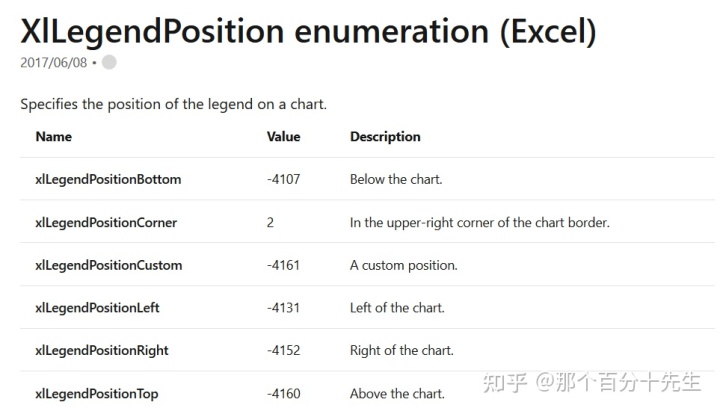 XlLegendPosition enumeration (Excel)
2017/06/08 •
Specifies the position of the legend on a chart.
Name Value Description
xlLegendPositionBottom -4107 Below the chart.
xlLegendPositionCorner 2 In the upper-right corner of the chart border.
xlLegendPositionCustom -4161 A custom position.
xlLegendPositionLeft -4131 Left of the chart.
xlLegendPositionRight -4152 Right of the chart.
xlLegendPositionTop -4160 Above the chart.
知乎 @那个百分十先生